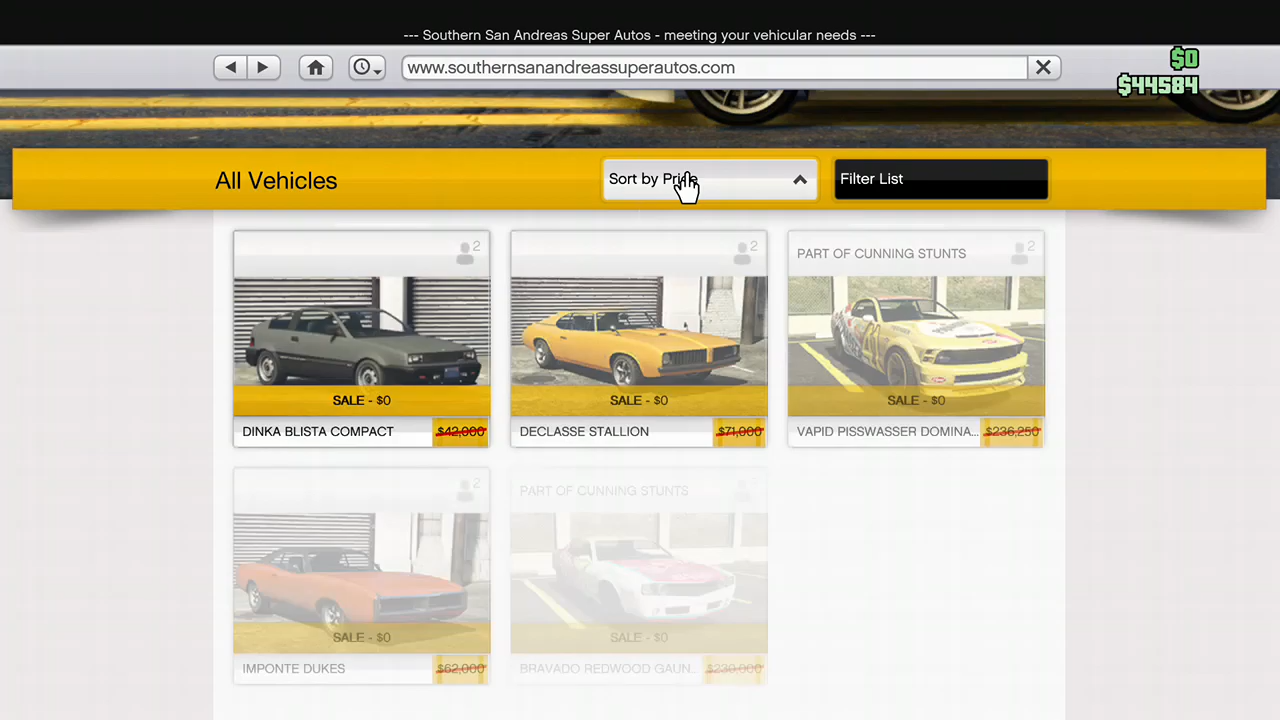 --- Southern San Andreas Super Autos - meeting your vehicular needs ---
www.southernsanandreassuperautos.com
$0
$44584
All Vehicles
Sort by Price
Filter List
2
2
PART OF CUNNING STUNTS
2
SALE - $0
SALE - $0
SALE - $0
DINKA BLISTA COMPACT
$42,000
DECLASSE STALLION
$71,000
VAPID PISSWASSER DOMINA...
$236,250
2
PART OF CUNNING STUNTS
SALE - $0
SALE - $0
IMPONTE DUKES
$62,000
BRAVADO REDWOOD GAUN...
$230,000